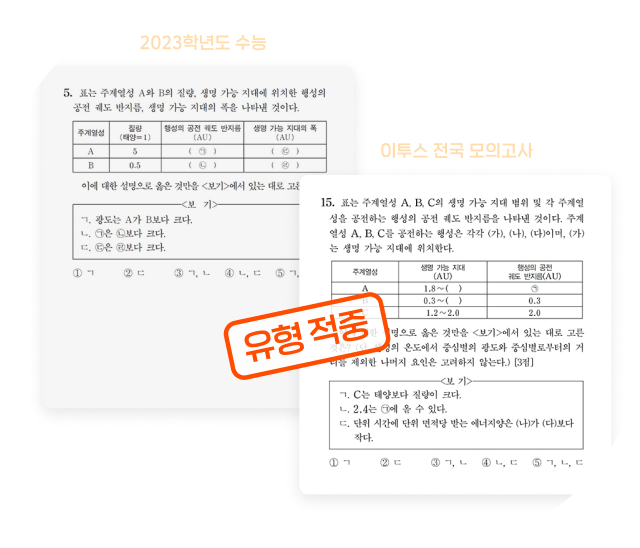 2023학년도 수능
5. 표는 주계열성 A와 B의 질량, 생명 가능 지대에 위치한 행성의
공전 궤도 반지름, 생명 가능 지대의 폭을 나타낸 것이다.
주계열성 질량 (태양=1) 행성의 공전 궤도 반지름 (AU) 생명 가능 지대의 폭 (AU)
A 5 ( ㉠ ) ( ㉢ )
B 0.5 ( ㉡ ) ( ㉣ )
이에 대한 설명으로 옳은 것만을 <보기>에서 있는 대로 고른
<보 기>
ㄱ. 광도는 A가 B보다 크다.
ㄴ. ㉠은 ㉡보다 크다.
ㄷ. ㉢은 ㉣보다 크다.
① ㄱ ② ㄷ ③ ㄱ, ㄴ ④ ㄴ, ㄷ ⑤ ㄱ,
이투스 전국 모의고사
15. 표는 주계열성 A, B, C의 생명 가능 지대 범위 및 각 주계열
성을 공전하는 행성의 공전 궤도 반지름을 나타낸 것이다. 주계
열성 A, B, C를 공전하는 행성은 각각 (가), (나), (다)이며, (가)
는 생명 가능 지대에 위치한다.
주계열성 생명 가능 지대 (AU) 행성의 공전 궤도 반지름(AU)
A 1.8～( ) ㉠
0.3～( ) 0.3
1.2～2.0 2.0
설명으로 옳은 것만을 <보기>에서 있는 대로 고른
온도에서 중심별의 광도와 중심별로부터의 거
리를 제외한 나머지 요인은 고려하지 않는다.) [3점]
유형 적중
<보 기>
ㄱ. C는 태양보다 질량이 크다.
ㄴ. 2.4는 ㉠에 올 수 있다.
ㄷ. 단위 시간에 단위 면적당 받는 에너지양은 (나)가 (다)보다
작다.
① ㄱ ② ㄷ ③ ㄱ, ㄴ ④ ㄴ, ㄷ ⑤ ㄱ, ㄴ, ㄷ